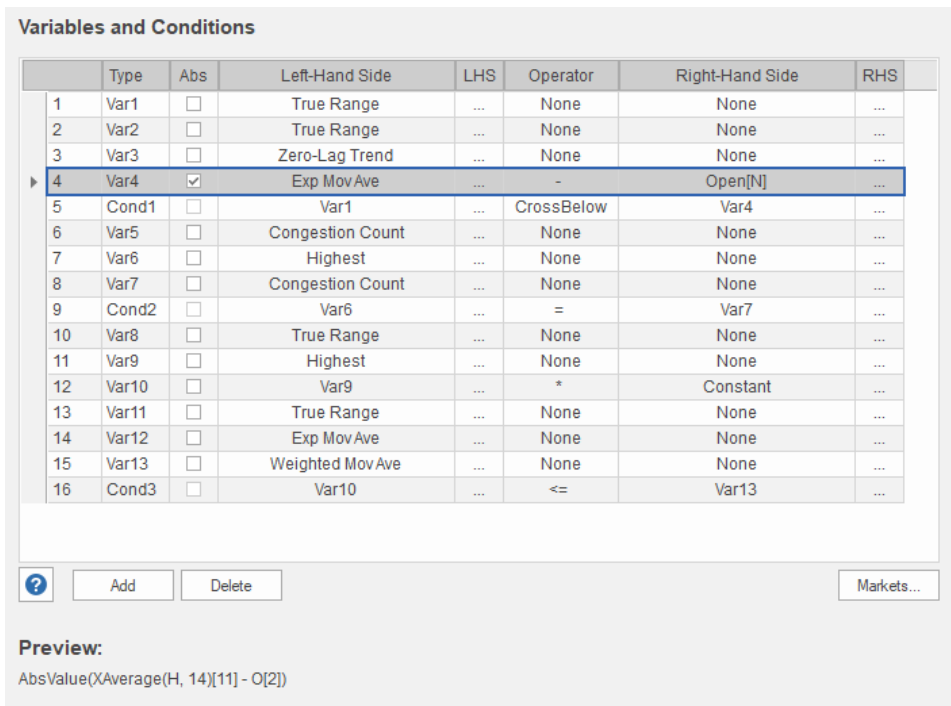 Variables and Conditions
Type Abs Left-Hand Side LHS Operator Right-Hand Side RHS
1 Var1 True Range ... None None ...
2 Var2 True Range ... None None ...
3 Var3 Zero-Lag Trend ... None None ...
4 Var4 Exp Mov Ave ... - Open[N] ...
5 Cond1 Var1 ... CrossBelow Var4 ...
6 Var5 Congestion Count ... None None ...
7 Var6 Highest ... None None ...
8 Var7 Congestion Count ... None None ...
9 Cond2 Var6 ... = Var7 ...
10 Var8 True Range ... None None ...
11 Var9 Highest ... None None ...
12 Var10 Var9 ... * Constant ...
13 Var11 True Range ... None None ...
14 Var12 Exp Mov Ave ... None None ...
15 Var13 Weighted Mov Ave ... None None ...
16 Cond3 Var10 ... <= Var13 ...
? Add Delete Markets...
Preview:
AbsValue(XAverage(H, 14)[11] - O[2])